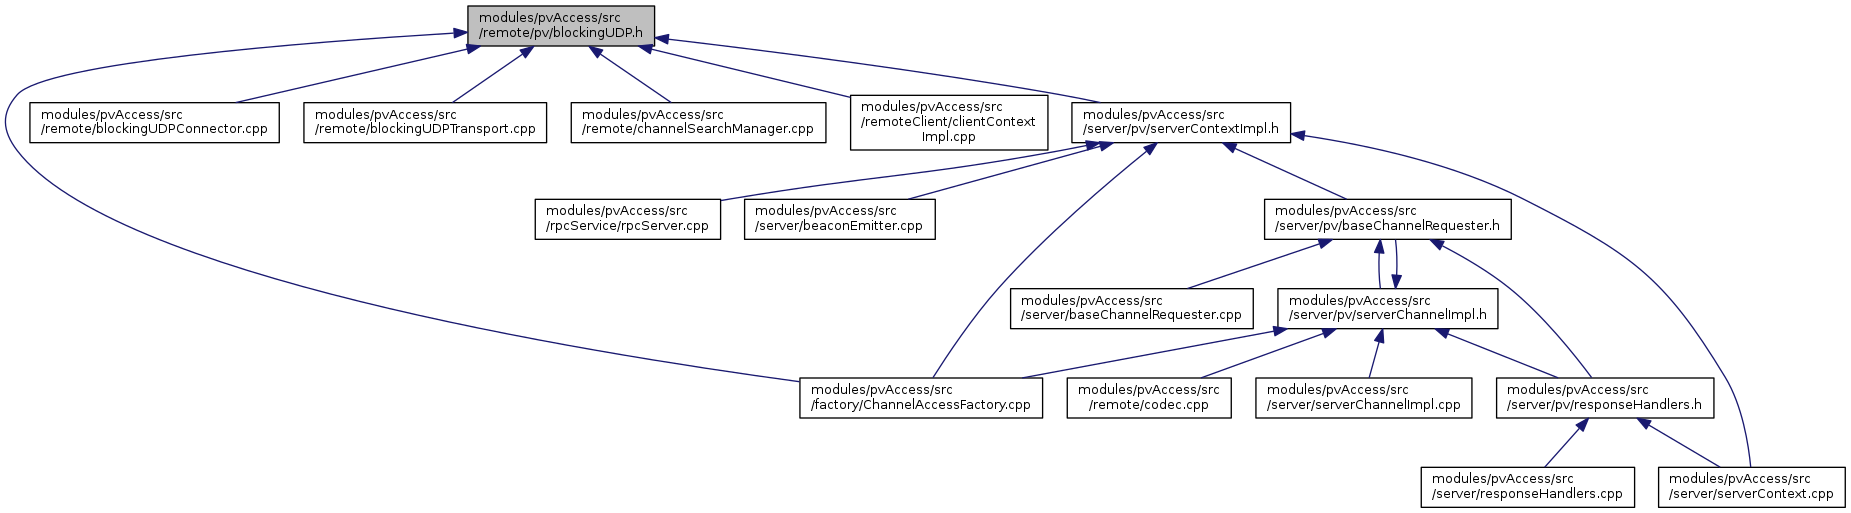 modules/pvAccess/src
/remote/pv/blockingUDP.h
modules/pvAccess/src
/remote/blockingUDPConnector.cpp
modules/pvAccess/src
/remote/blockingUDPTransport.cpp
modules/pvAccess/src
/remote/channelSearchManager.cpp
modules/pvAccess/src
/remoteClient/clientContext
Impl.cpp
modules/pvAccess/src
/server/pv/serverContextImpl.h
modules/pvAccess/src
/rpcService/rpcServer.cpp
modules/pvAccess/src
/server/beaconEmitter.cpp
modules/pvAccess/src
/server/pv/baseChannelRequester.h
modules/pvAccess/src
/server/baseChannelRequester.cpp
modules/pvAccess/src
/server/pv/serverChannelImpl.h
modules/pvAccess/src
/factory/ChannelAccessFactory.cpp
modules/pvAccess/src
/remote/codec.cpp
modules/pvAccess/src
/server/serverChannelImpl.cpp
modules/pvAccess/src
/server/pv/responseHandlers.h
modules/pvAccess/src
/server/responseHandlers.cpp
modules/pvAccess/src
/server/serverContext.cpp